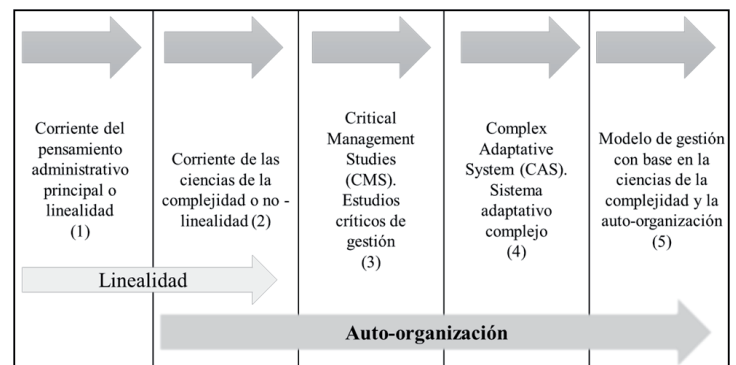 Corriente del
pensamiento
administrativo
principal o
linealidad
(1)
Corriente de las
ciencias de la
complejidad o no -
linealidad (2)
Critical
Management
Studies
(CMS).
Estudios
críticos de
gestión
(3)
Complex
Adaptative
System (CAS).
Sistema
adaptativo
complejo
(4)
Modelo de gestión
con base en la
ciencias de la
complejidad y la
auto-organización
(5)
Linealidad
Auto-organización